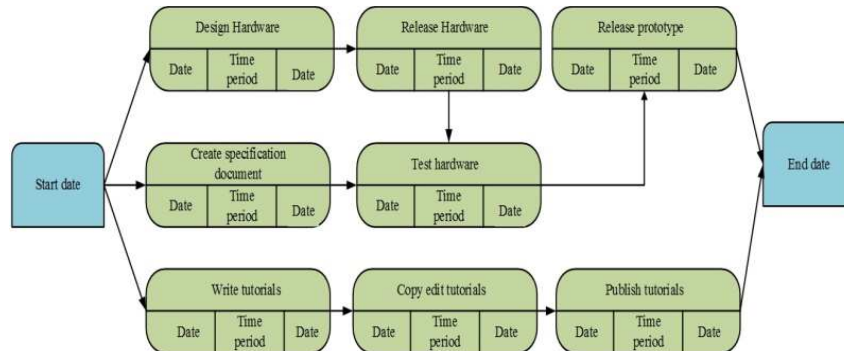 Design Hardware
Date
Time
period
Date
Release Hardware
Date
Time
period
Date
Release prototype
Date
Time
period
Date
Start date
Create specification
document
Date
Time
period
Date
Test hardware
Date
Time
period
Date
End date
Write tutorials
Date
Time
period
Date
Copy edit tutorials
Date
Time
period
Date
Publish tutorials
Date
Time
period
Date